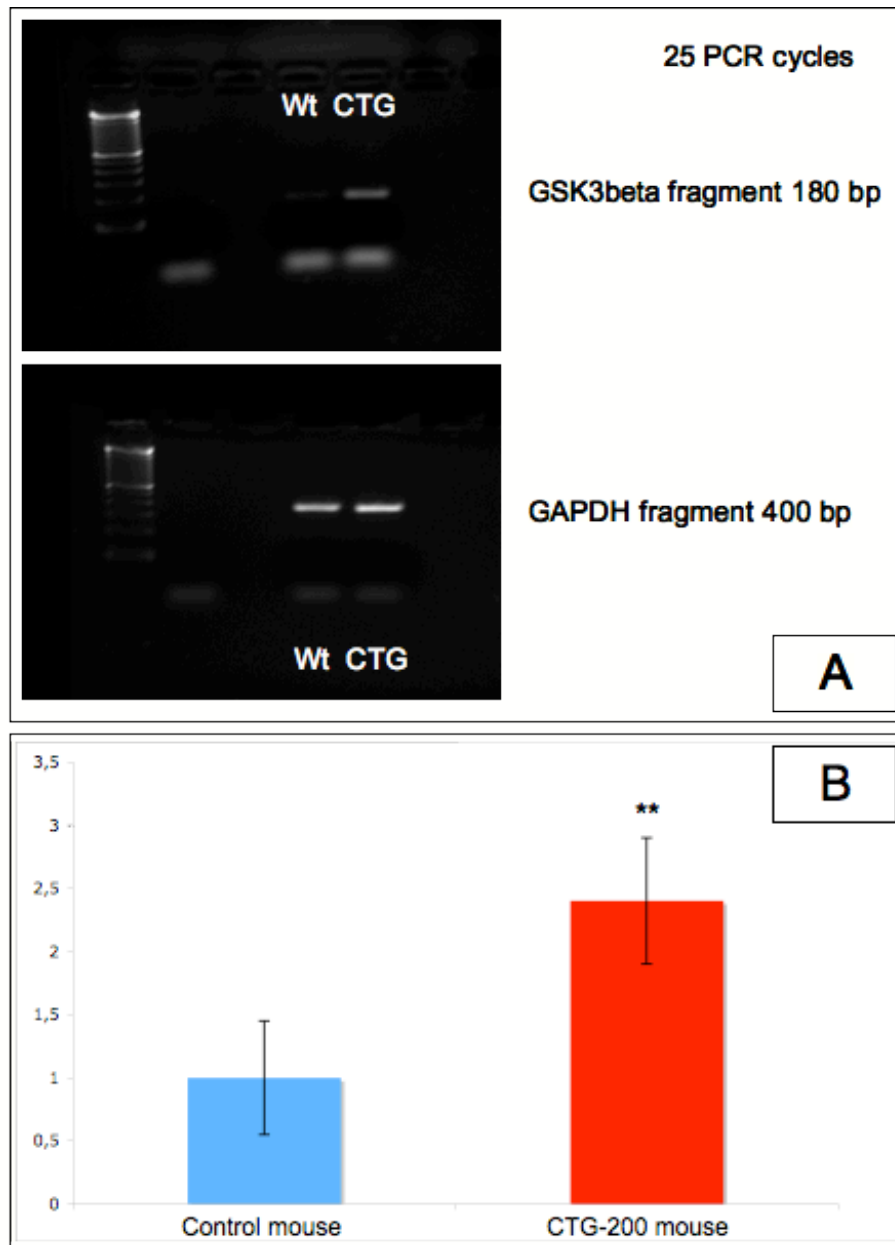 25 PCR cycles
Wt CTG
GSK3beta fragment 180 bp
GAPDH fragment 400 bp
Wt CTG
A
B
3,5
3
2,5
2
1,5
1
0,5
0
**
Control mouse
CTG-200 mouse